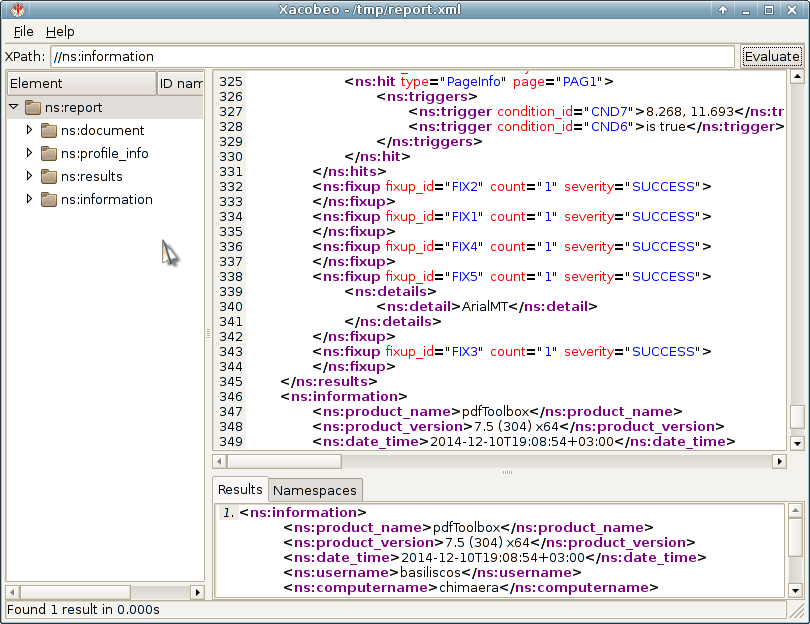 Xacobeo - /tmp/report.xml
File Help
XPath: //ns:information Evaluate
Element ID nam
ns:report
ns:document
ns:profile_info
ns:results
ns:information
325 <ns:hit type="PageInfo" page="PAG1">
326 <ns:triggers>
327 <ns:trigger condition_id="CND7">8.268, 11.693</ns:tr
328 <ns:trigger condition_id="CND6">is true</ns:trigger>
329 </ns:triggers>
330 </ns:hit>
331 </ns:hits>
332 <ns:fixup fixup_id="FIX2" count="1" severity="SUCCESS">
333 </ns:fixup>
334 <ns:fixup fixup_id="FIX1" count="1" severity="SUCCESS">
335 </ns:fixup>
336 <ns:fixup fixup_id="FIX4" count="1" severity="SUCCESS">
337 </ns:fixup>
338 <ns:fixup fixup_id="FIX5" count="1" severity="SUCCESS">
339 <ns:details>
340 <ns:detail>ArialMT</ns:detail>
341 </ns:details>
342 </ns:fixup>
343 <ns:fixup fixup_id="FIX3" count="1" severity="SUCCESS">
344 </ns:fixup>
345 </ns:results>
346 <ns:information>
347 <ns:product_name>pdfToolbox</ns:product_name>
348 <ns:product_version>7.5 (304) x64</ns:product_version>
349 <ns:date_time>2014-12-10T19:08:54+03:00</ns:date_time>
Results Namespaces
1. <ns:information>
<ns:product_name>pdfToolbox</ns:product_name>
<ns:product_version>7.5 (304) x64</ns:product_version>
<ns:date_time>2014-12-10T19:08:54+03:00</ns:date_time>
<ns:username>basiliscos</ns:username>
<ns:computername>chimaera</ns:computername>
Found 1 result in 0.000s